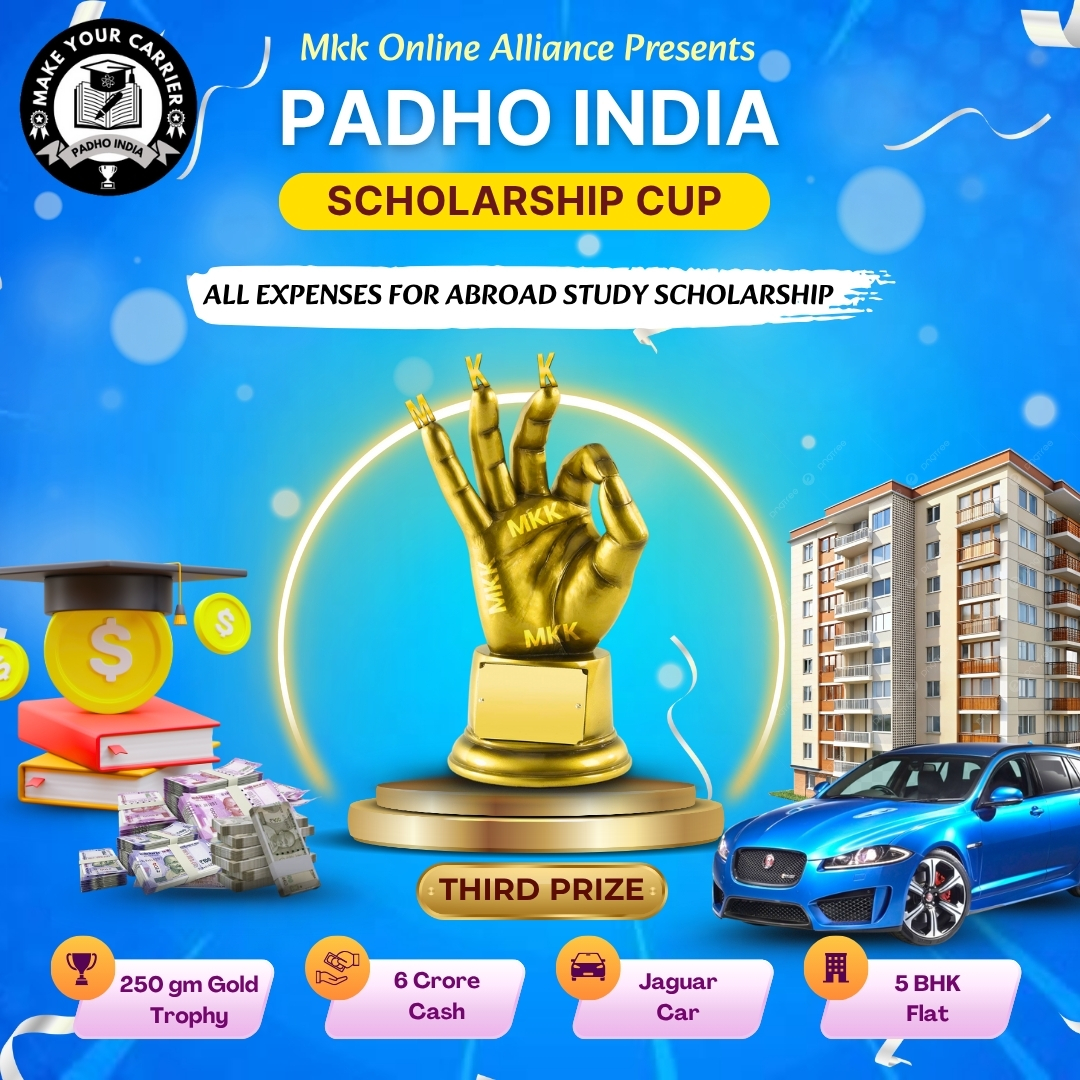 MAKE YOUR CARRIER
PADHO INDIA
Mkk Online Alliance Presents
PADHO INDIA
SCHOLARSHIP CUP
ALL EXPENSES FOR ABROAD STUDY SCHOLARSHIP
M K K
MKK
MKK
MKK
THIRD PRIZE
250 gm Gold
Trophy
6 Crore
Cash
Jaguar
Car
5 BHK
Flat